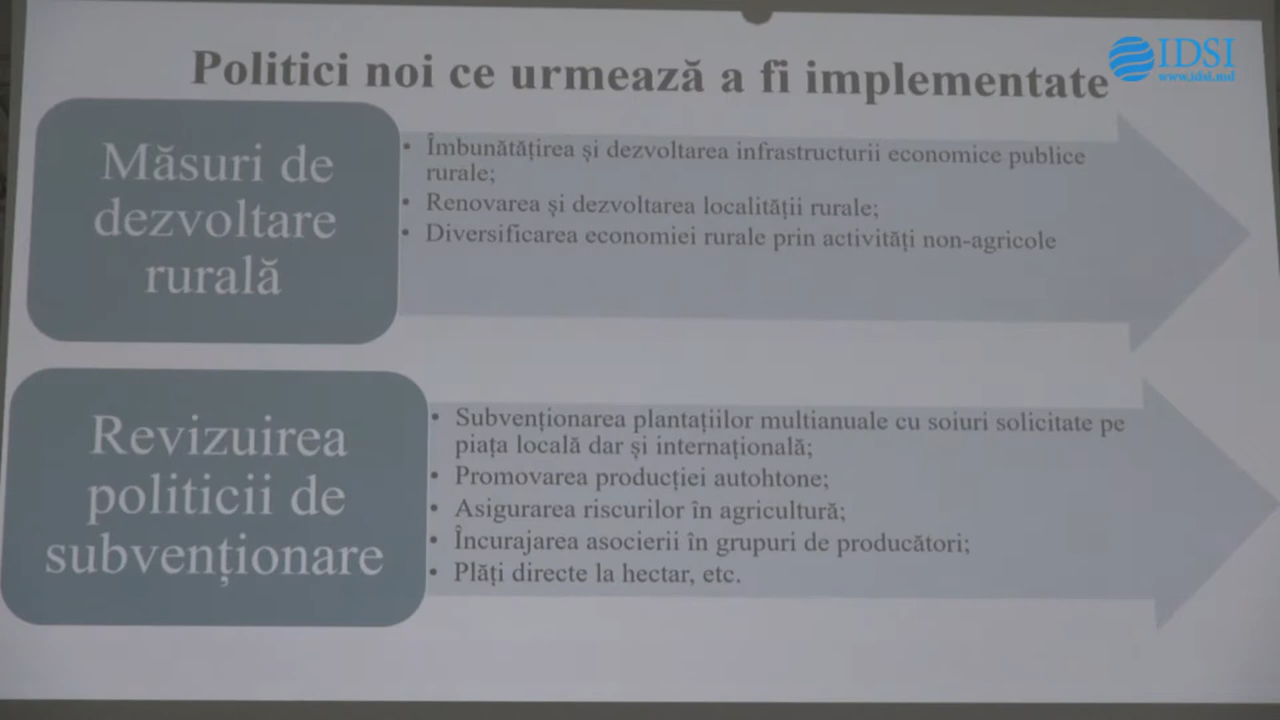 Politici noi ce urmează a fi implementate
IDSI
www.idsi.md
Măsuri de
dezvoltare
rurală
• Îmbunătățirea și dezvoltarea infrastructurii economice publice
rurale;
• Renovarea și dezvoltarea localității rurale;
• Diversificarea economiei rurale prin activități non-agricole
Revizuirea
politicii de
subvenționare
• Subvenționarea plantațiilor multianuale cu soiuri solicitate pe
piața locală dar și internațională;
• Promovarea producției autohtone;
• Asigurarea riscurilor în agricultură;
• Încurajarea asocierii în grupuri de producători;
• Plăți directe la hectar, etc.